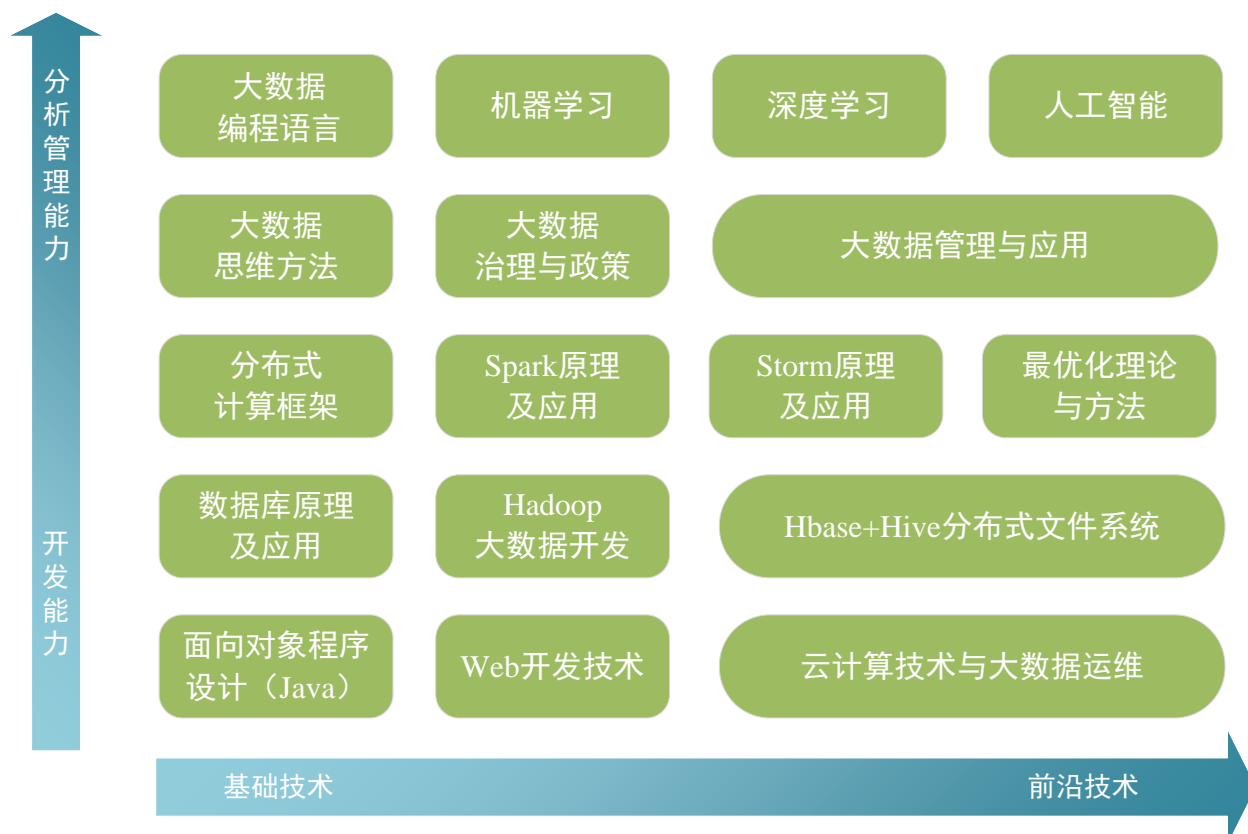 分析管理能力
大数据
编程语言
机器学习
深度学习
人工智能
大数据
思维方法
大数据
治理与政策
大数据管理与应用
分布式
计算框架
Spark原理
及应用
Storm原理
及应用
最优化理论
与方法
开发能力
数据库原理
及应用
Hadoop
大数据开发
Hbase+Hive分布式文件系统
面向对象程序
设计（Java）
Web开发技术
云计算技术与大数据运维
基础技术
前沿技术